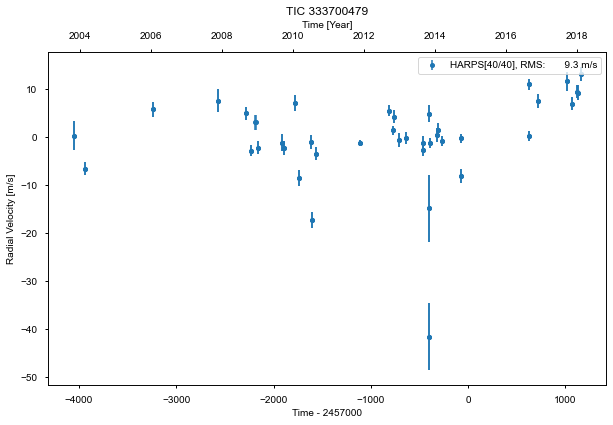 TIC 333700479
Time [Year]
2004 2006 2008 2010 2012 2014 2016 2018
HARPS[40/40], RMS: 9.3 m/s
10
0
−10
−20
−30
−40
−50
Radial Velocity [m/s]
−4000 −3000 −2000 −1000 0 1000
Time - 2457000